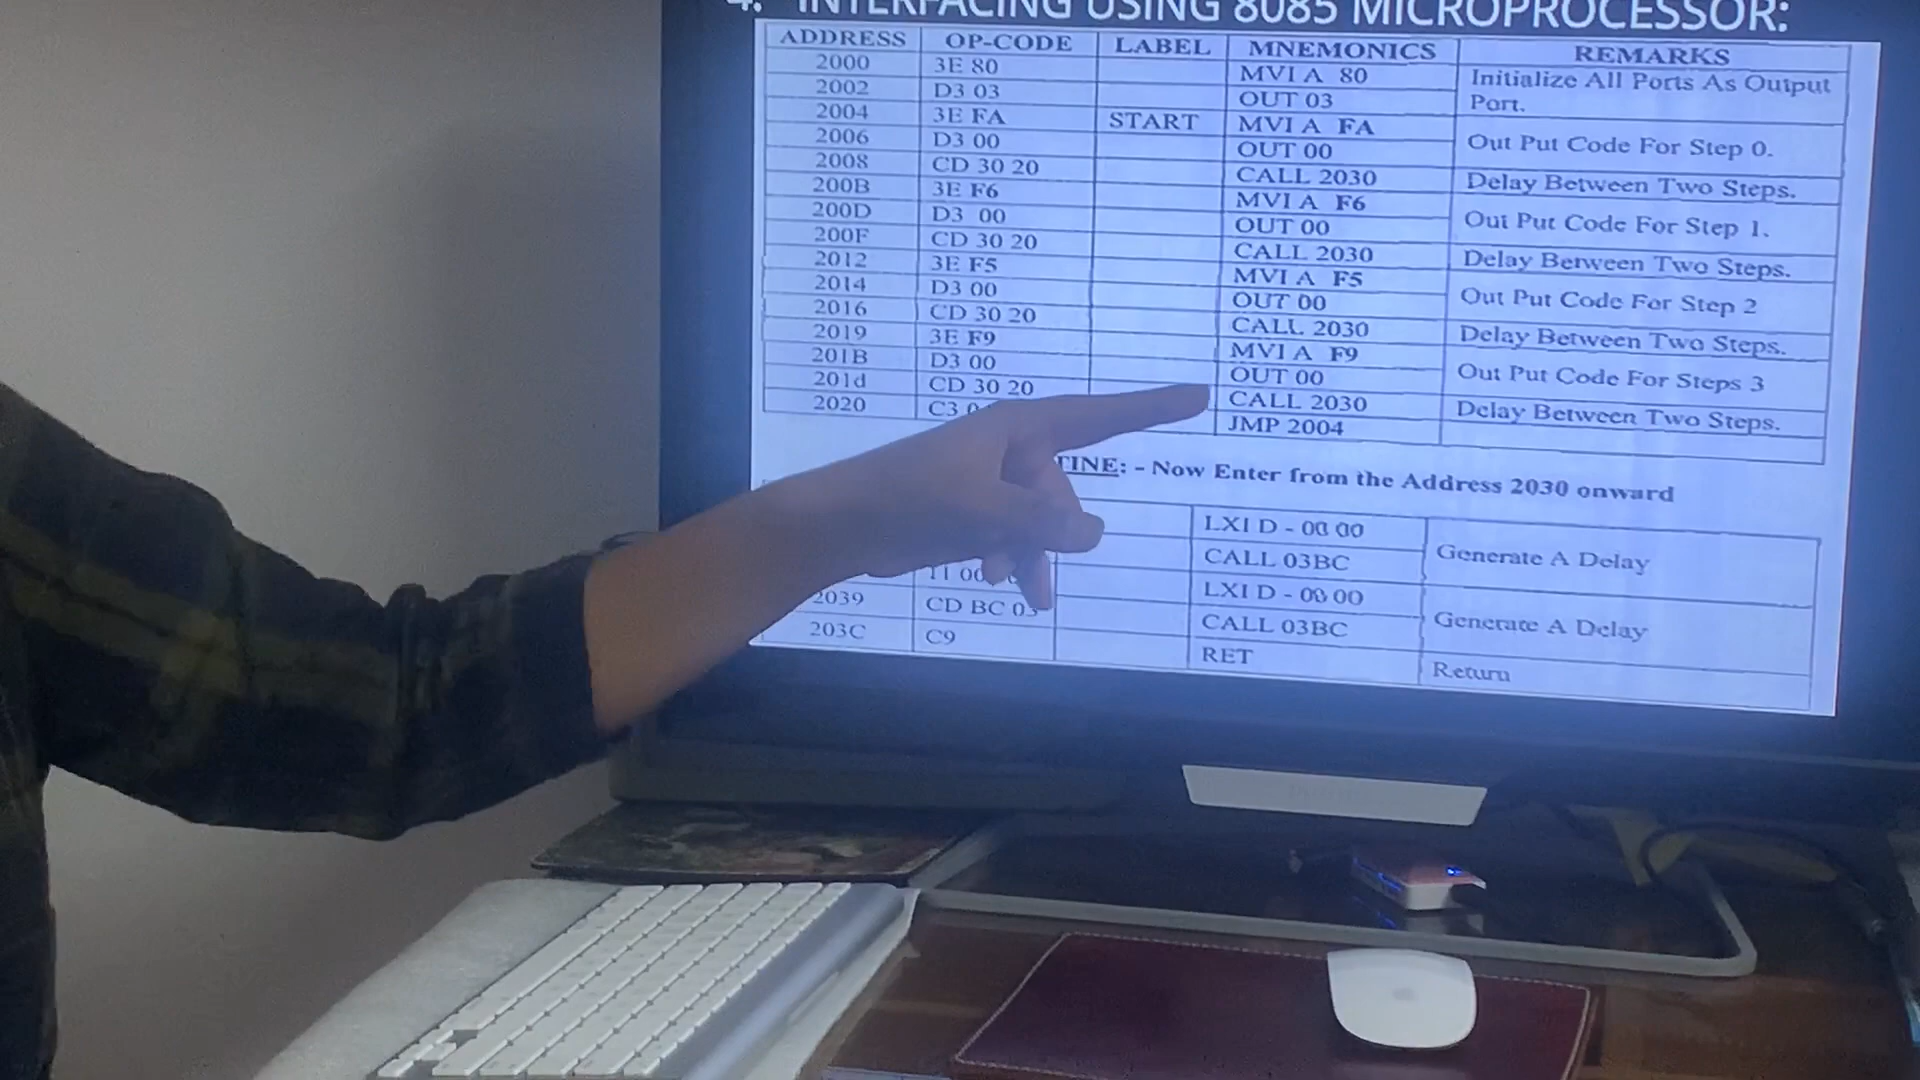 4. INTERFACING USING 8085 MICROPROCESSOR:
ADDRESS OP-CODE LABEL MNEMONICS REMARKS
2000 3E 80 MVI A 80 Initialize All Ports As Output
2002 D3 03 OUT 03 Port.
2004 3E FA START MVI A FA
2006 D3 00 OUT 00 Out Put Code For Step 0.
2008 CD 30 20 CALL 2030 Delay Between Two Steps.
200B 3E F6 MVI A F6
200D D3 00 OUT 00 Out Put Code For Step 1.
200F CD 30 20 CALL 2030 Delay Between Two Steps.
2012 3E F5 MVI A F5
2014 D3 00 OUT 00 Out Put Code For Step 2
2016 CD 30 20 CALL 2030 Delay Between Two Steps.
2019 3E F9 MVI A F9
201B D3 00 OUT 00 Out Put Code For Steps 3
201d CD 30 20 CALL 2030 Delay Between Two Steps.
2020 C3 JMP 2004
TINE: - Now Enter from the Address 2030 onward
LXI D - 00 00
CALL 03BC Generate A Delay
11 00 LXI D - 00 00
2039 CD BC 03 CALL 03BC Generate A Delay
203C C9 RET Return